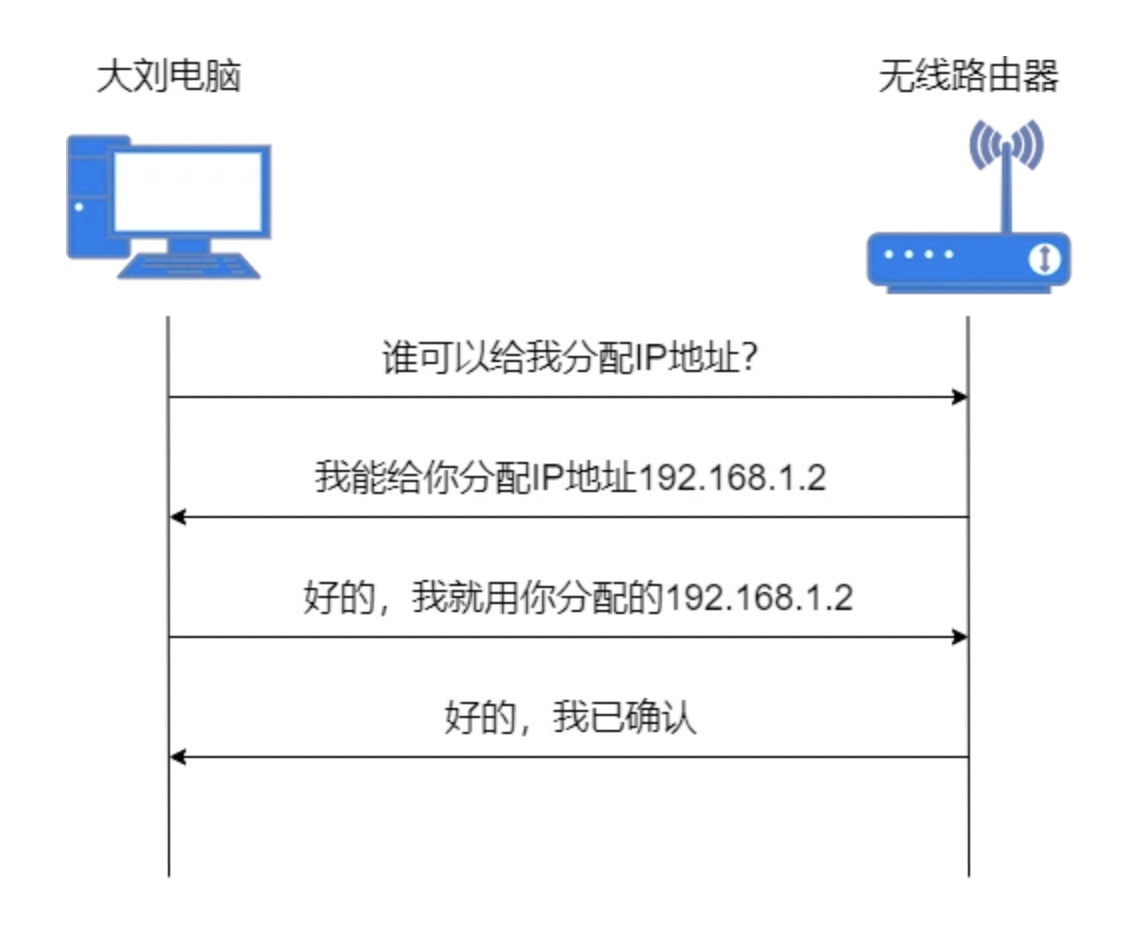 大刘电脑
无线路由器
谁可以给我分配IP地址？
我能给你分配IP地址192.168.1.2
好的，我就用你分配的192.168.1.2
好的，我已确认